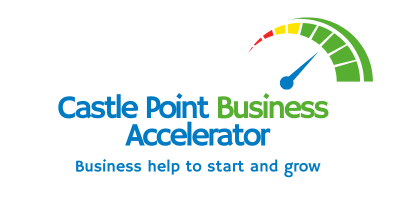 Castle Point Business
Accelerator
Business help to start and grow